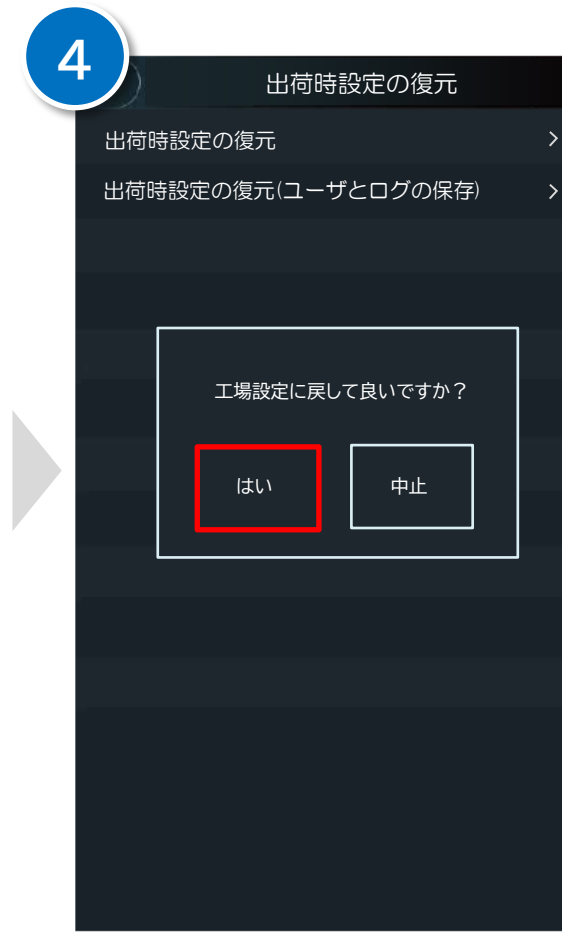 4
出荷時設定の復元
出荷時設定の復元
出荷時設定の復元(ユーザとログの保存)
工場設定に戻して良いですか？
はい
中止